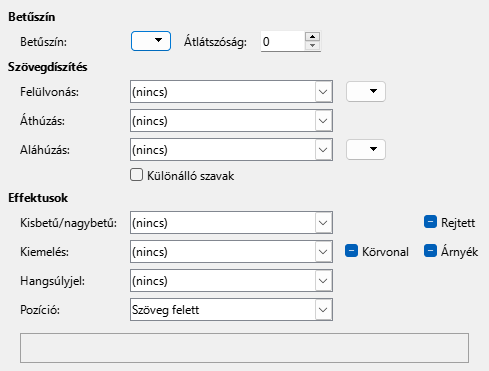 Betűszín
Betűszín: Átlátszóság: 0
Szövegdíszítés
Felülvonás: (nincs)
Áthúzás: (nincs)
Aláhúzás: (nincs)
Különálló szavak
Effektusok
Kisbetű/nagybetű: (nincs) Rejtett
Kiemelés: (nincs) Körvonal Árnyék
Hangsúlyjel: (nincs)
Pozíció: Szöveg felett